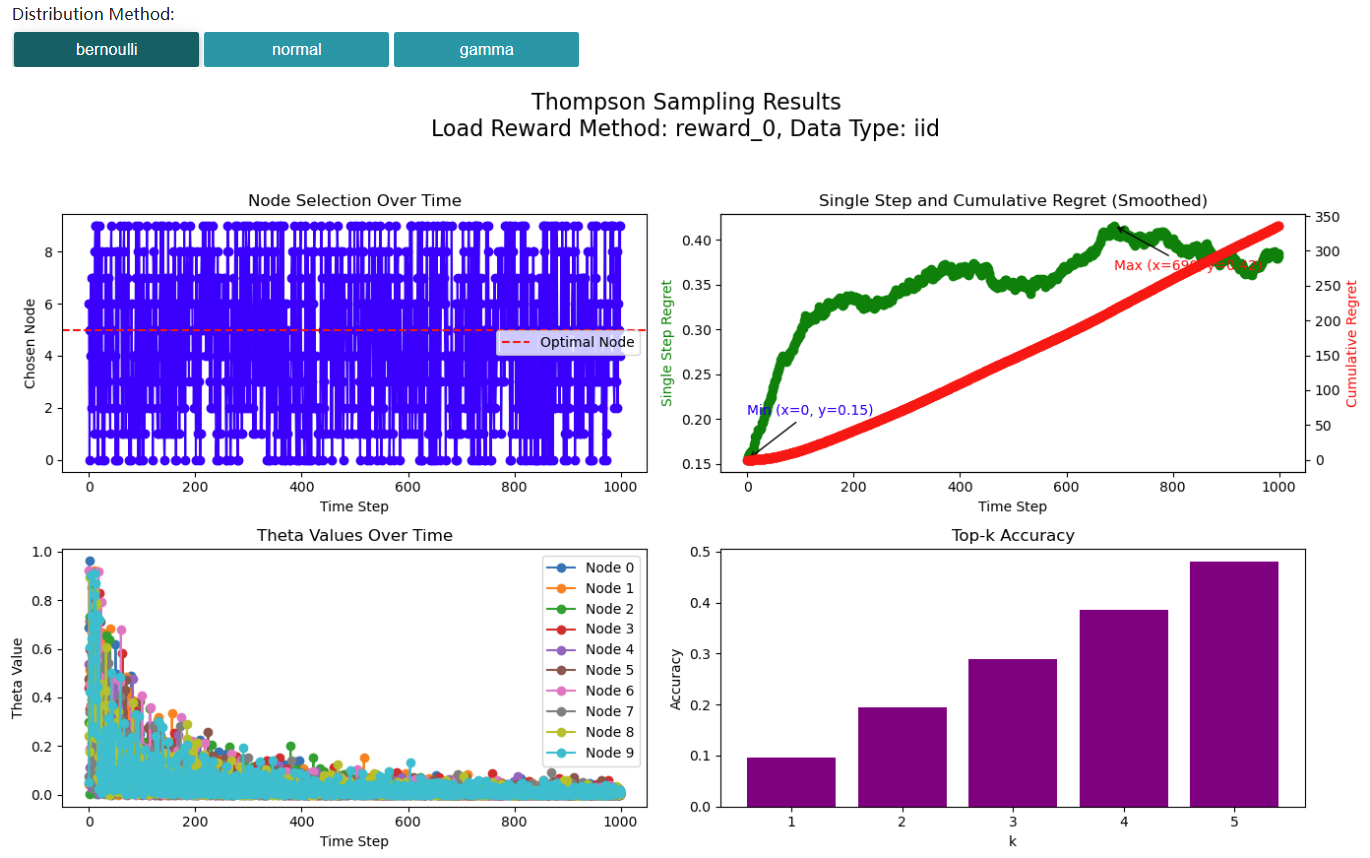 Distribution Method:
bernoulli normal gamma
Thompson Sampling Results
Load Reward Method: reward_0, Data Type: iid
Node Selection Over Time
Chosen Node
8
6
4
2
0
Optimal Node
0 200 400 600 800 1000
Time Step
Single Step and Cumulative Regret (Smoothed)
Single Step Regret
0.40
0.35
0.30
0.25
0.20
0.15
Max (x=69
Min (x=0, y=0.15)
350
300
250
200
150
100
50
0
Cumulative Regret
0 200 400 600 800 1000
Time Step
Theta Values Over Time
Theta Value
1.0
0.8
0.6
0.4
0.2
0.0
Node 0
Node 1
Node 2
Node 3
Node 4
Node 5
Node 6
Node 7
Node 8
Node 9
0 200 400 600 800 1000
Time Step
Top-k Accuracy
Accuracy
0.5
0.4
0.3
0.2
0.1
0.0
1 2 3 4 5
k